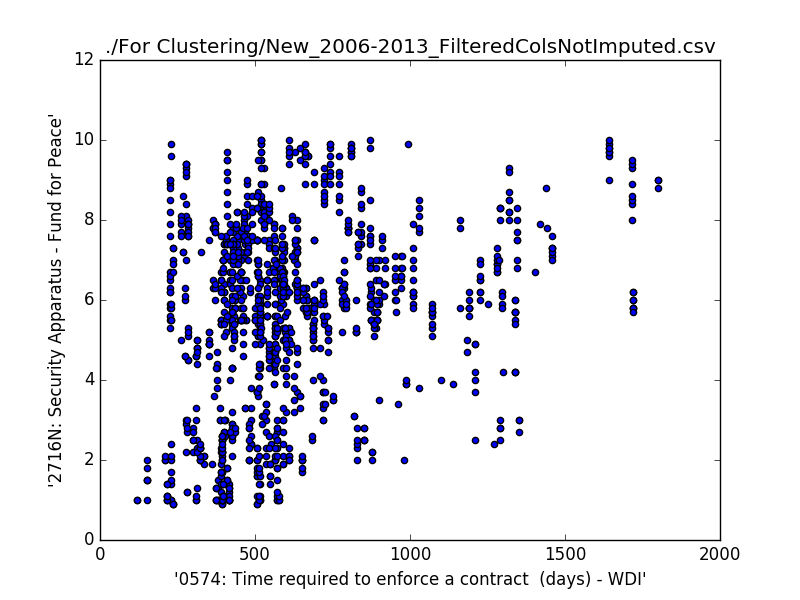 ./For Clustering/New_2006-2013_FilteredColsNotImputed.csv
12
10
8
6
4
2
0
'2716N: Security Apparatus - Fund for Peace'
0 500 1000 1500 2000
'0574: Time required to enforce a contract  (days) - WDI'